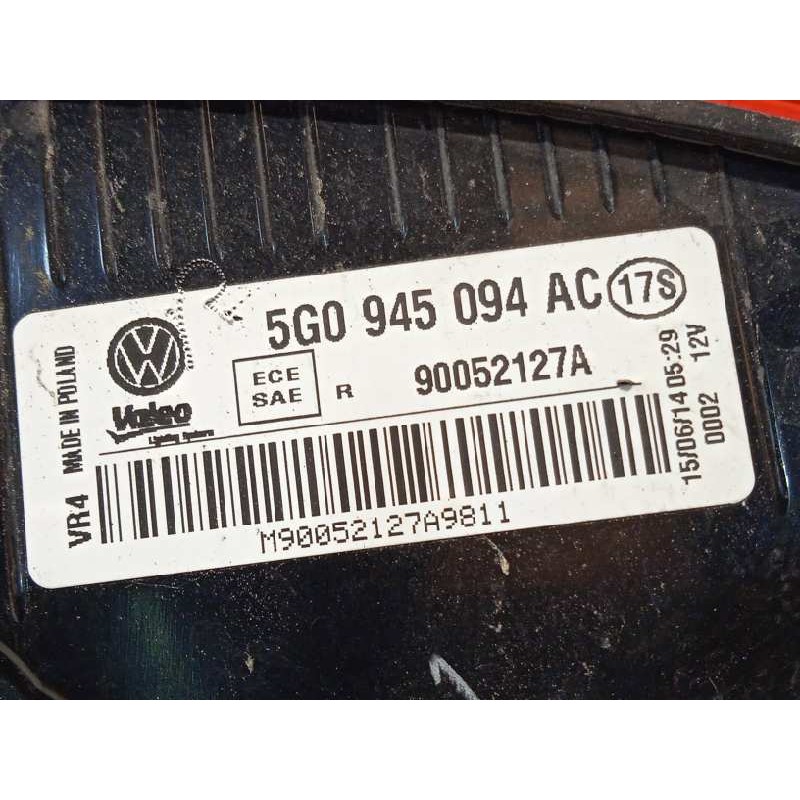 5G0 945 094 AC 17S
VW
ECE
SAE
R 90052127A
Valeo
MADE IN POLAND
VR4
M90052127A9811
15/06/14 05:29
0002 12V